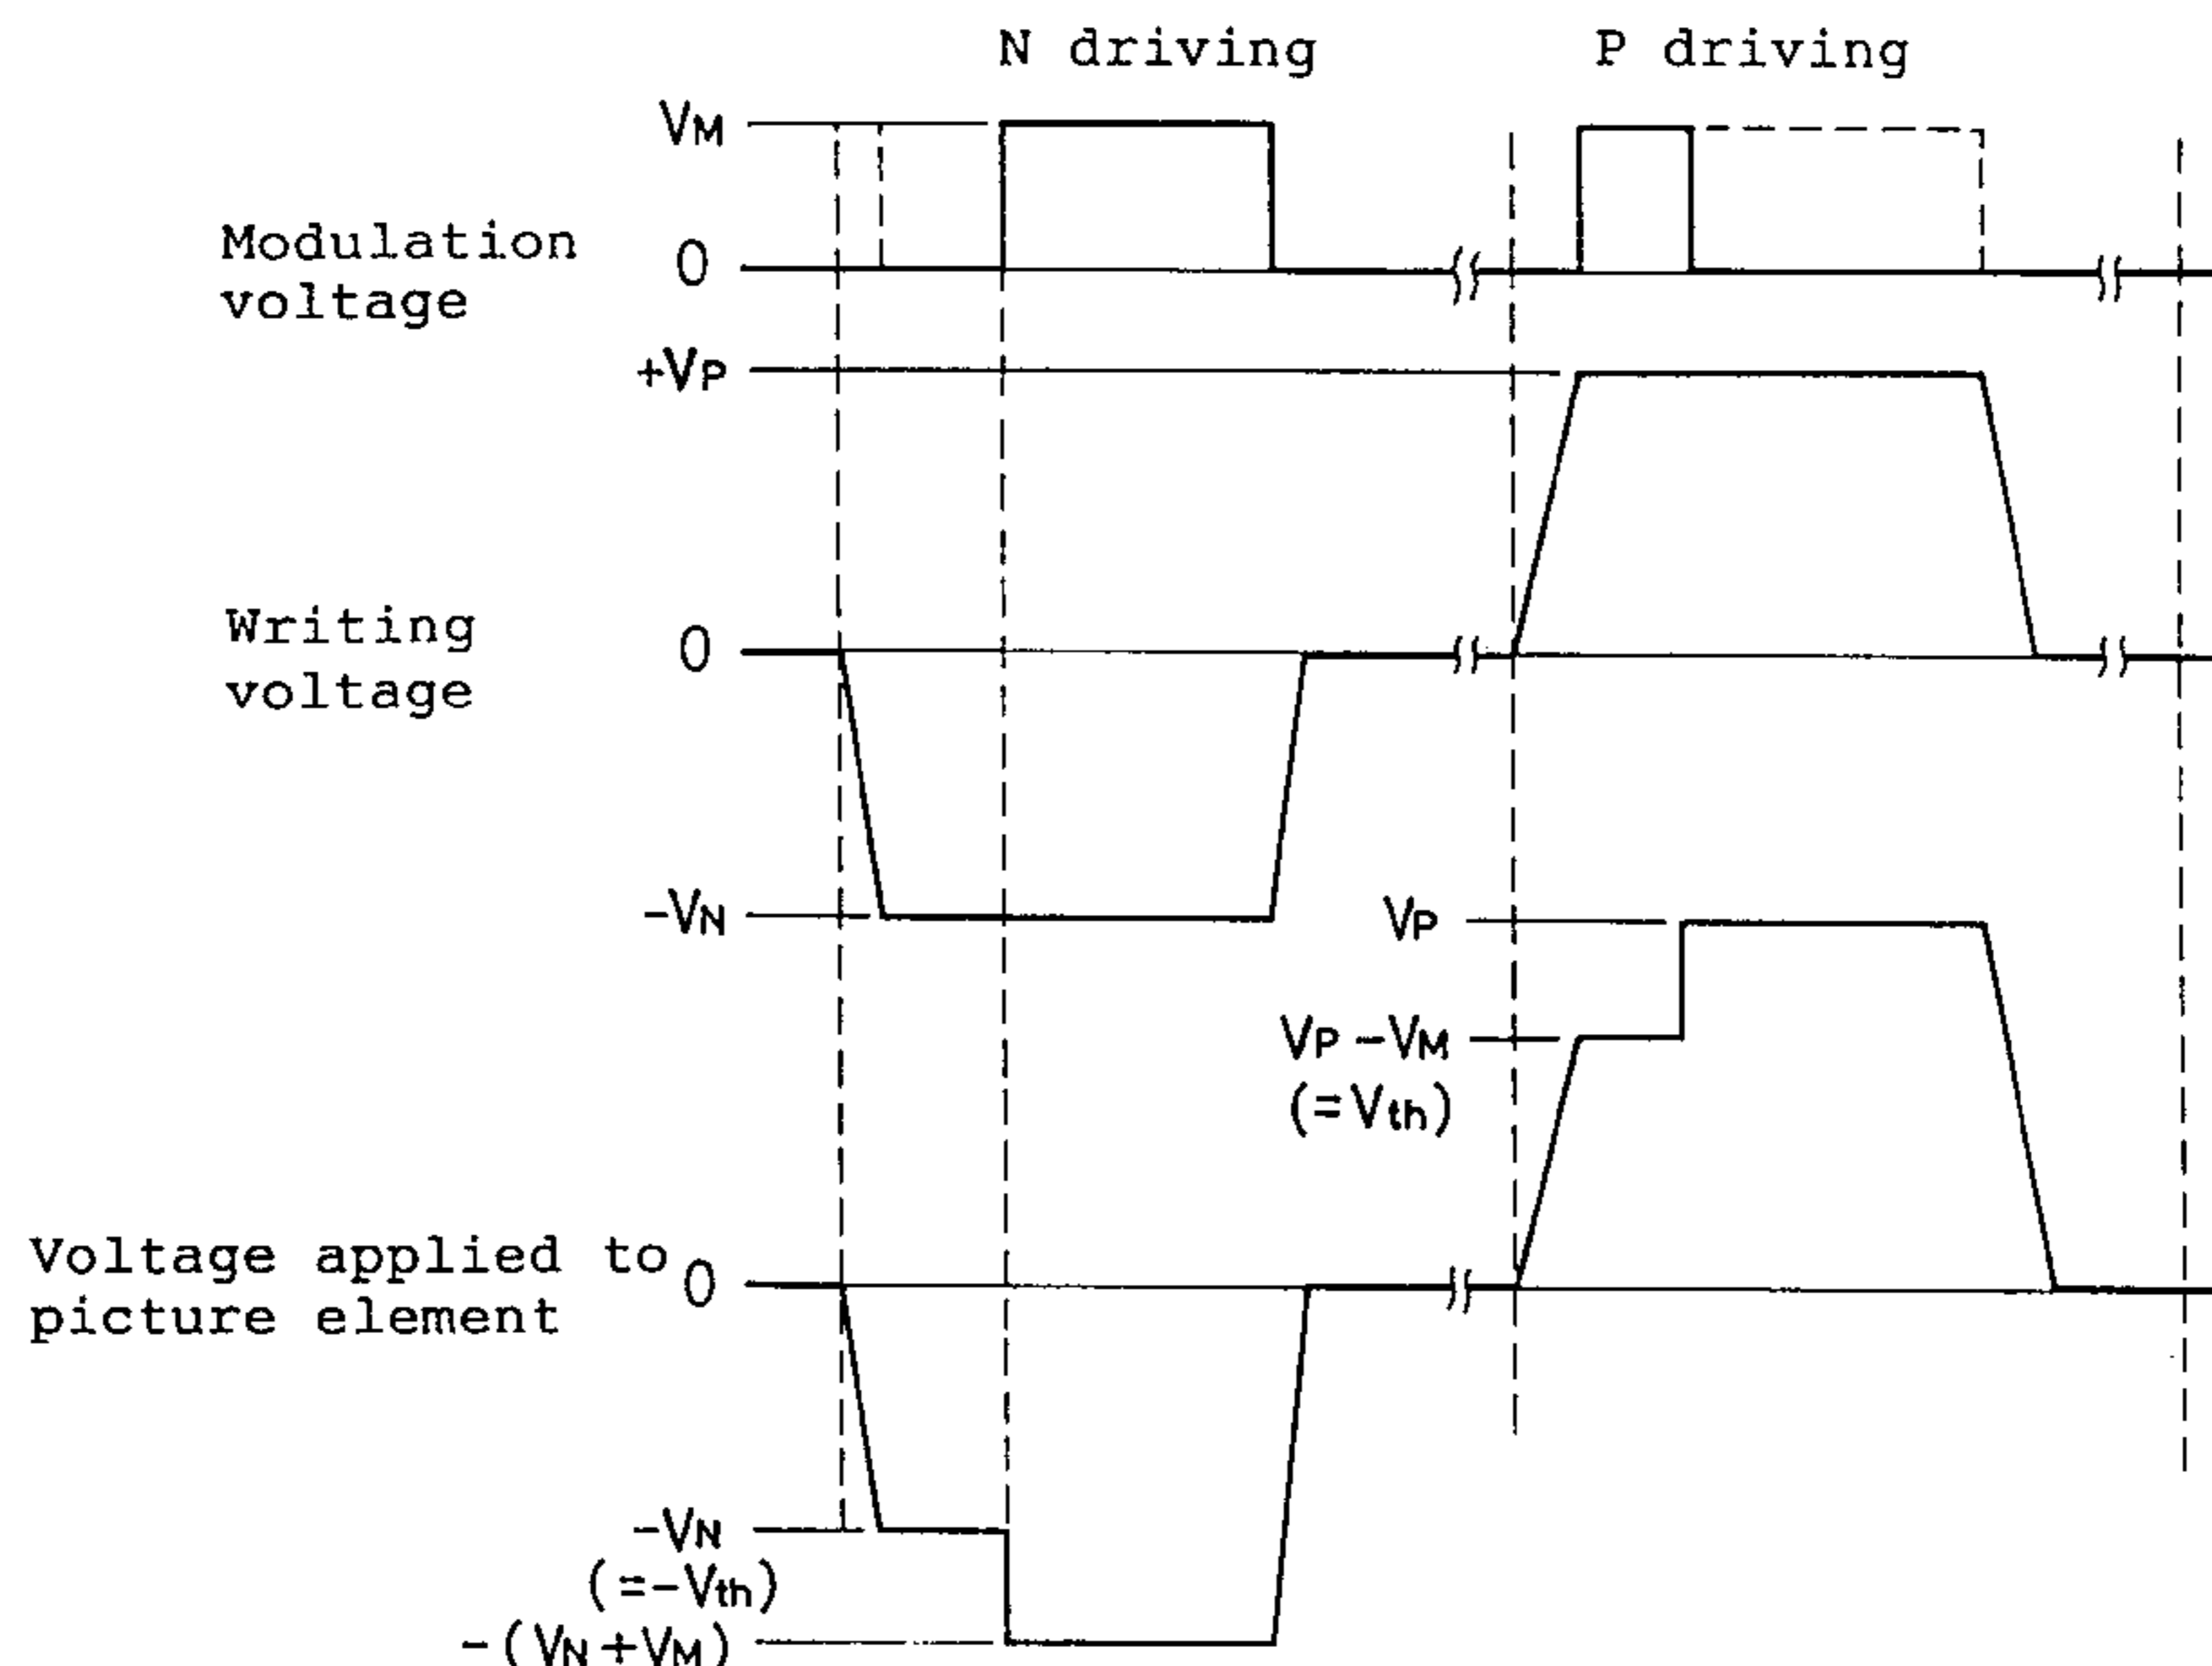 N driving P driving
VM
Modulation
voltage
0
+VP
Writing
voltage
0
-VN
VP
VP -VM
(=Vth)
Voltage applied to
picture element
0
-VN
(=-Vth)
-(VN+VM)